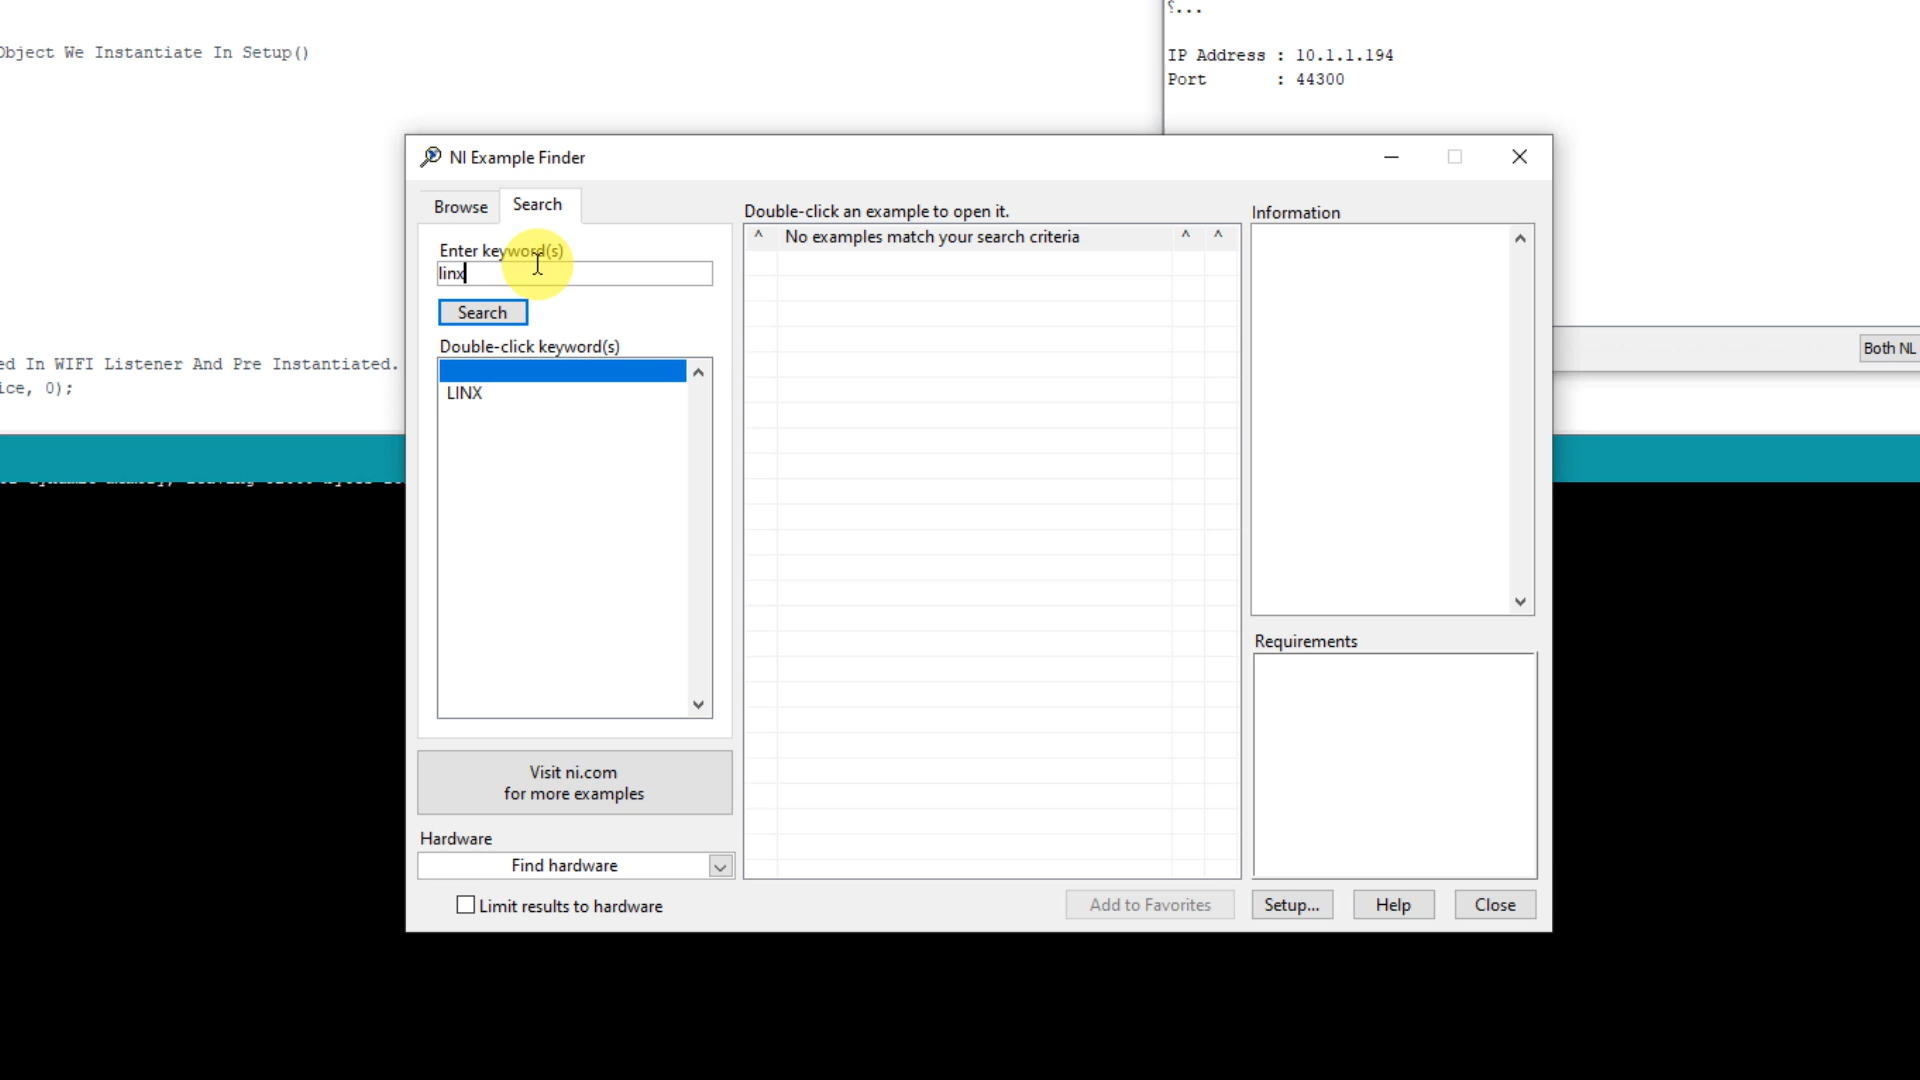 ...
Object We Instantiate In Setup()
IP Address : 10.1.1.194
Port : 44300
NI Example Finder
Browse
Search
Enter keyword(s)
linx
Search
Double-click keyword(s)
LINX
Visit ni.com
for more examples
Hardware
Find hardware
Limit results to hardware
Double-click an example to open it.
^ No examples match your search criteria ^ ^
Information
Requirements
Add to Favorites
Setup...
Help
Close
ed In WIFI Listener And Pre Instantiated.
ice, 0);
Both NL